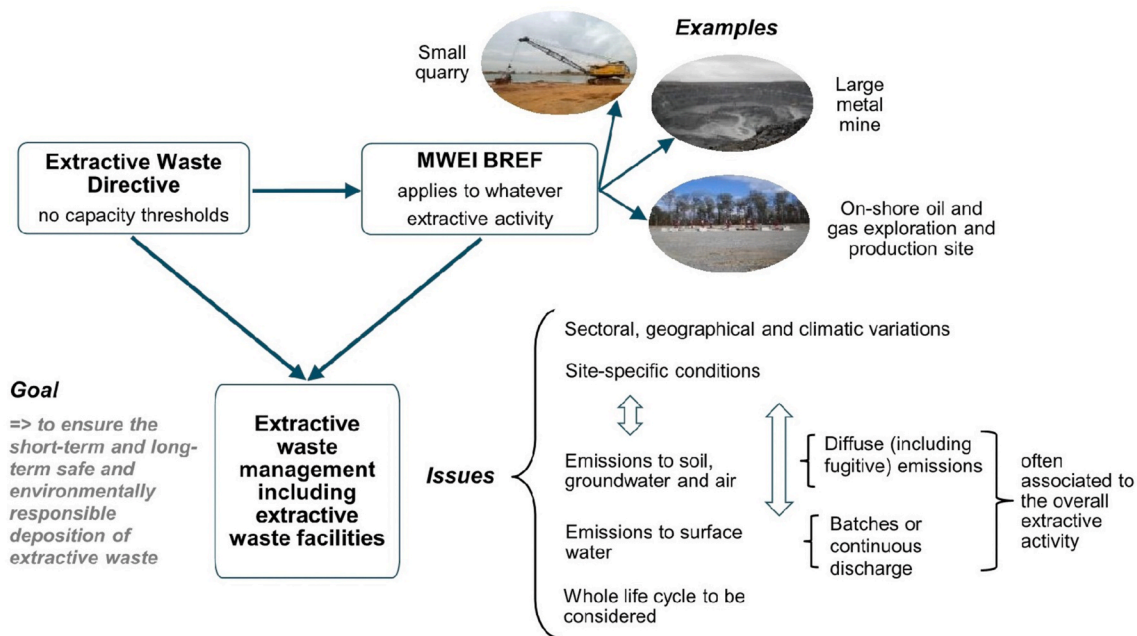 Examples
Small
quarry
Large
metal
mine
On-shore oil and
gas exploration and
production site
Extractive Waste
Directive
no capacity thresholds
MWEI BREF
applies to whatever
extractive activity
Goal
=> to ensure the
short-term and long-
term safe and
environmentally
responsible
deposition of
extractive waste
Extractive
waste
management
including
extractive
waste facilities
Issues
Sectoral, geographical and climatic variations
Site-specific conditions
Emissions to soil,
groundwater and air
Diffuse (including
fugitive) emissions
Emissions to surface
water
Batches or
continuous
discharge
often
associated to
the overall
extractive
activity
Whole life cycle to be
considered